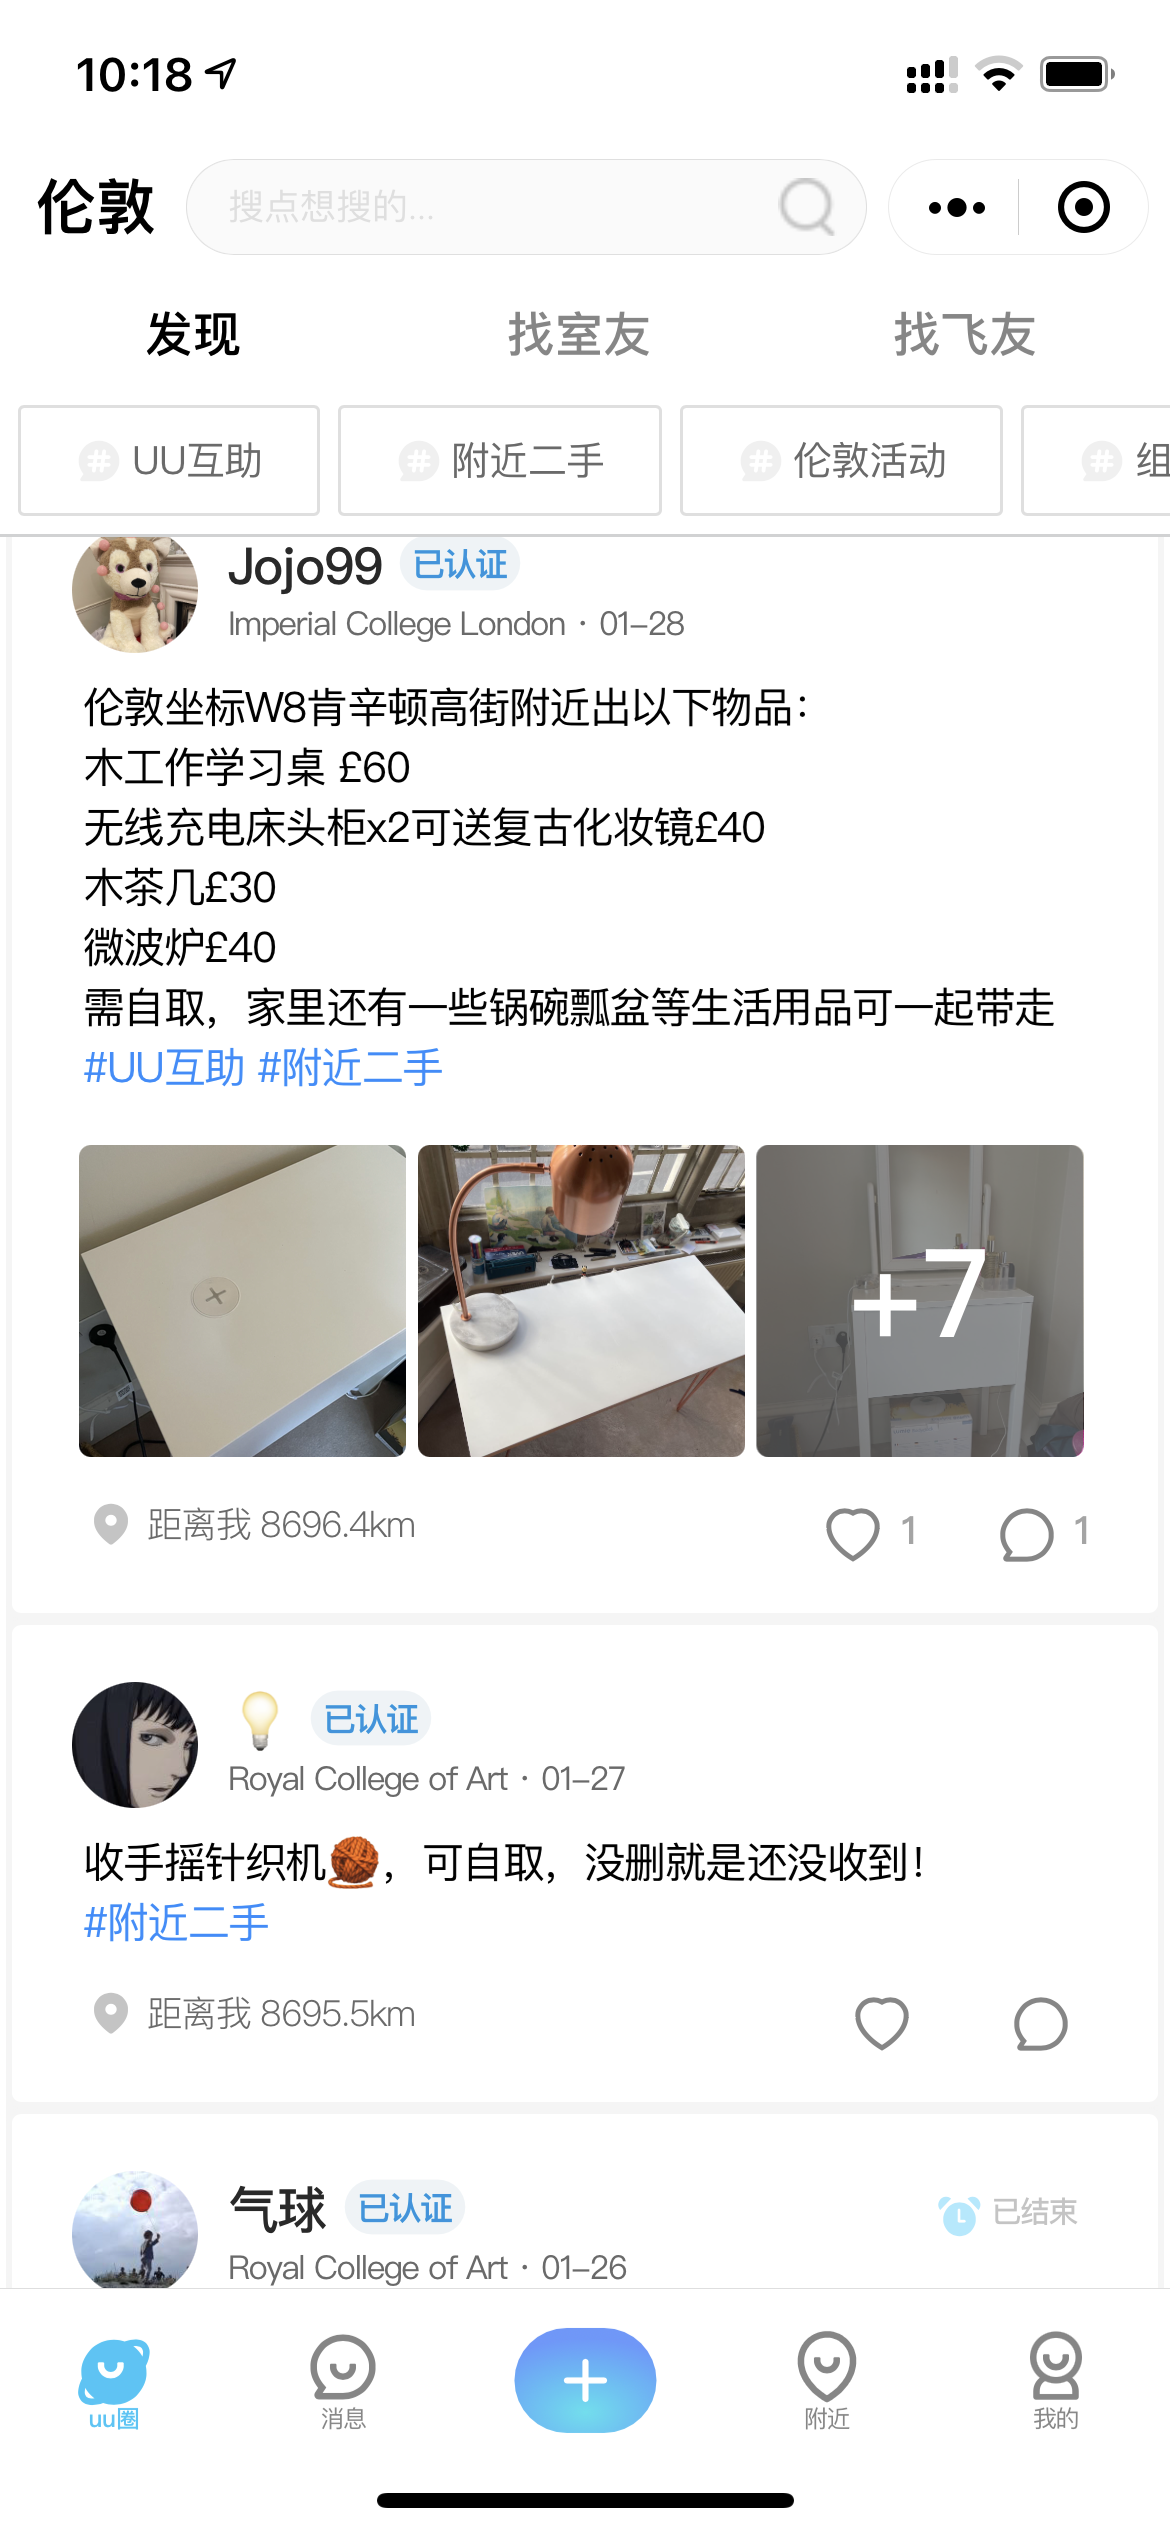 10:18
伦敦
搜点想搜的...
发现
找室友
找飞友
UU互助
附近二手
伦敦活动
组
Jojo99
已认证
Imperial College London · 01-28
伦敦坐标W8肯辛顿高街附近出以下物品：
木工作学习桌 £60
无线充电床头柜x2可送复古化妆镜£40
木茶几£30
微波炉£40
需自取，家里还有一些锅碗瓢盆等生活用品可一起带走
#UU互助 #附近二手
+7
距离我 8696.4km
1
1
💡
已认证
Royal College of Art · 01-27
收手摇针织机🧶，可自取，没删就是还没收到！
#附近二手
距离我 8695.5km
气球
已认证
已结束
Royal College of Art · 01-26
uu圈
消息
附近
我的